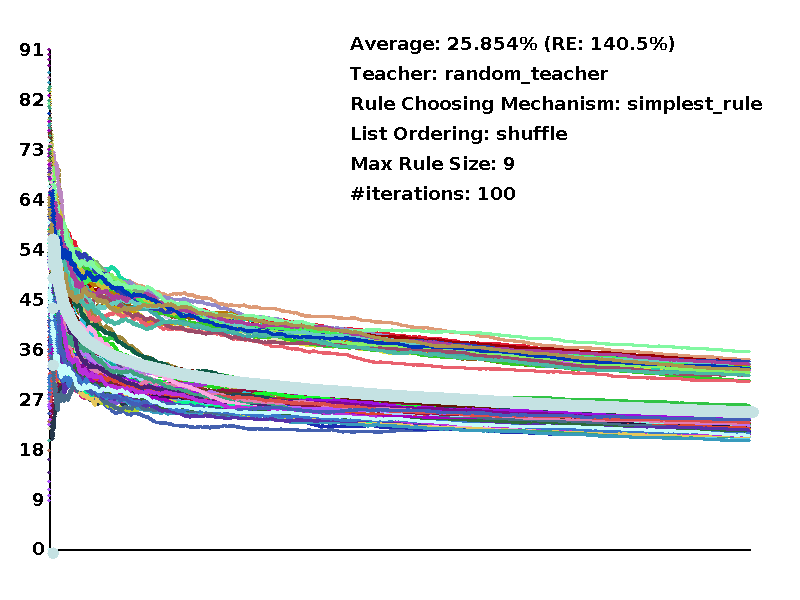 Average: 25.854% (RE: 140.5%)
Teacher: random_teacher
Rule Choosing Mechanism: simplest_rule
List Ordering: shuffle
Max Rule Size: 9
#iterations: 100
91
82
73
64
54
45
36
27
18
9
0